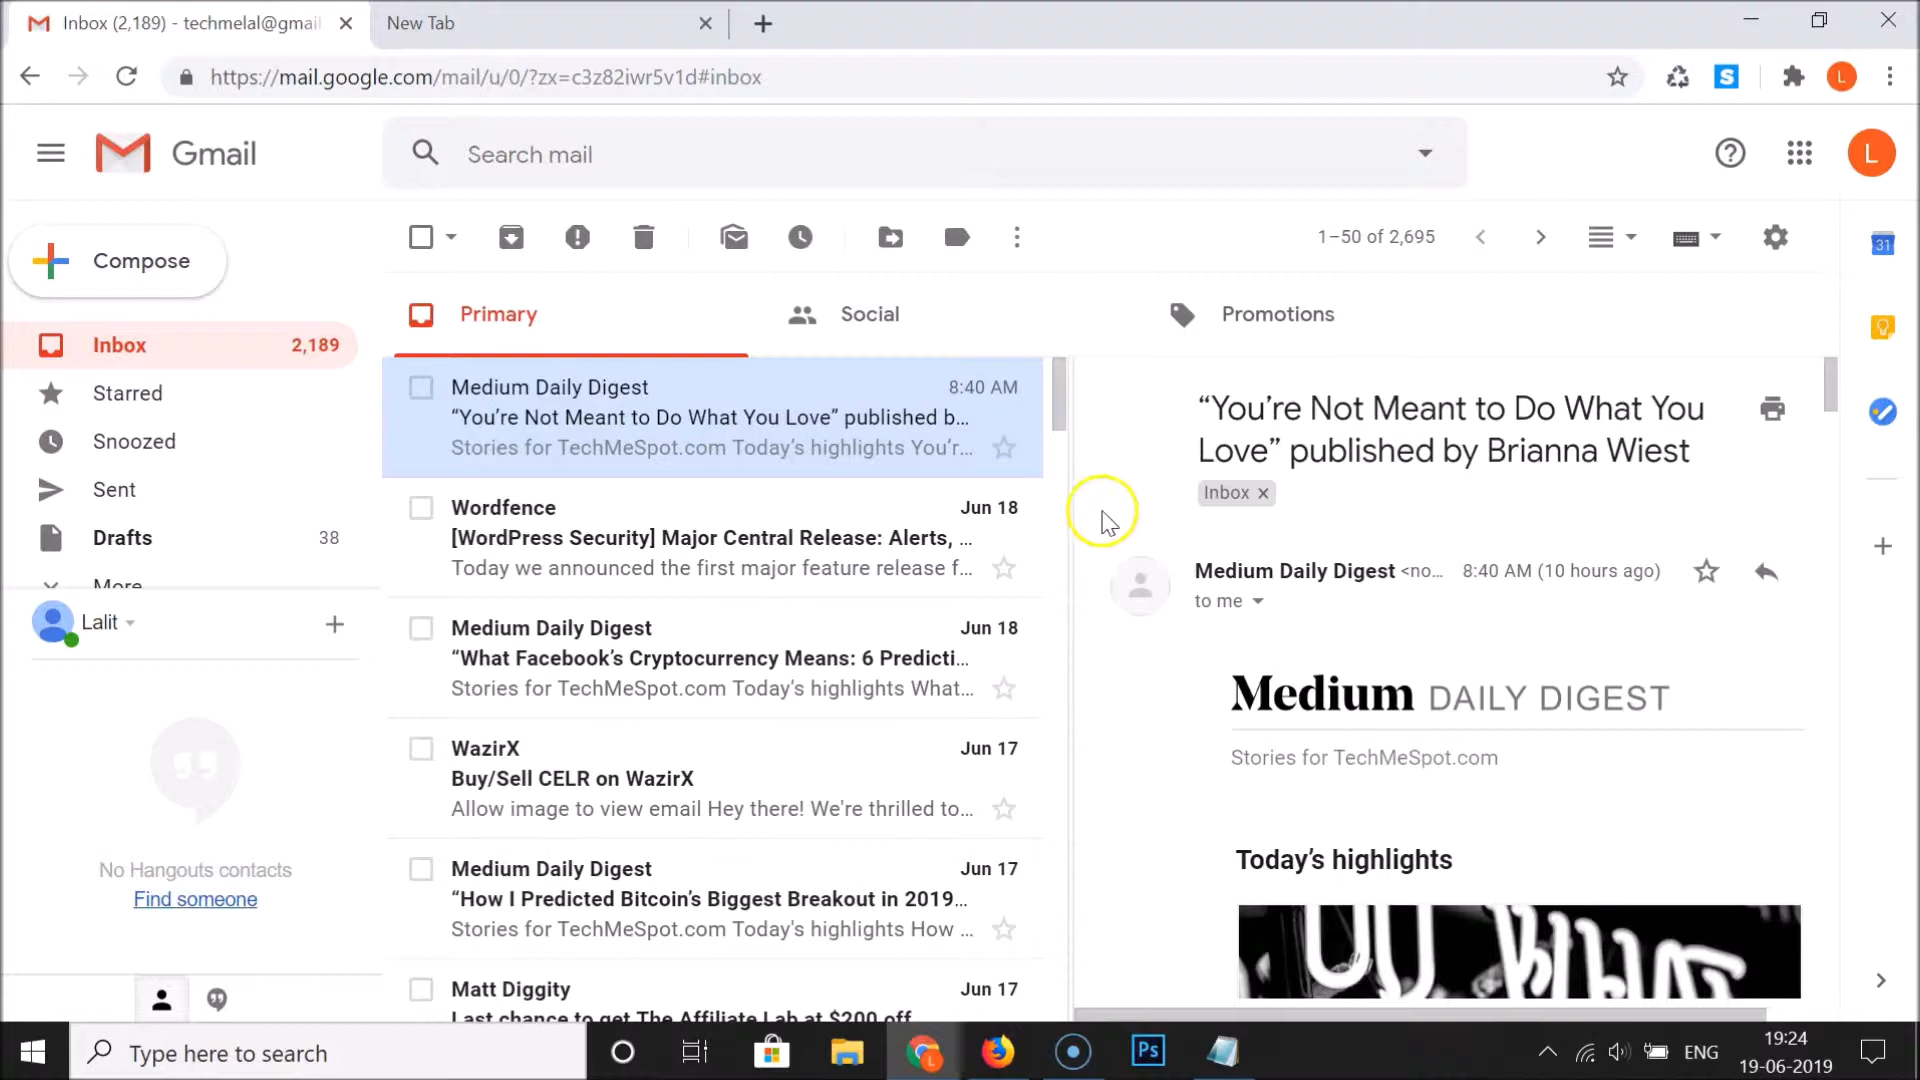 Inbox (2,189) - techmelal@gmail
New Tab
https://mail.google.com/mail/u/0/?zx=c3z82iwr5v1d#inbox
S
L
Gmail
Search mail
L
Compose
1–50 of 2,695
31
Primary
Social
Promotions
Inbox 2,189
Starred
Snoozed
Sent
Drafts 38
More
Lalit
No Hangouts contacts
Find someone
Medium Daily Digest 8:40 AM
“You’re Not Meant to Do What You Love” published b...
Stories for TechMeSpot.com Today’s highlights You’r...
Wordfence Jun 18
[WordPress Security] Major Central Release: Alerts, ...
Today we announced the first major feature release f...
Medium Daily Digest Jun 18
“What Facebook’s Cryptocurrency Means: 6 Predicti...
Stories for TechMeSpot.com Today's highlights What...
WazirX Jun 17
Buy/Sell CELR on WazirX
Allow image to view email Hey there! We're thrilled to...
Medium Daily Digest Jun 17
“How I Predicted Bitcoin’s Biggest Breakout in 2019...
Stories for TechMeSpot.com Today's highlights How ...
Matt Diggity Jun 17
Last chance to get The Affiliate Lab at $200 off
“You’re Not Meant to Do What You
Love” published by Brianna Wiest
Inbox x
Medium Daily Digest <no... 8:40 AM (10 hours ago)
to me
Medium DAILY DIGEST
Stories for TechMeSpot.com
Today’s highlights
Type here to search
L
Ps
ENG
19:24
19-06-2019